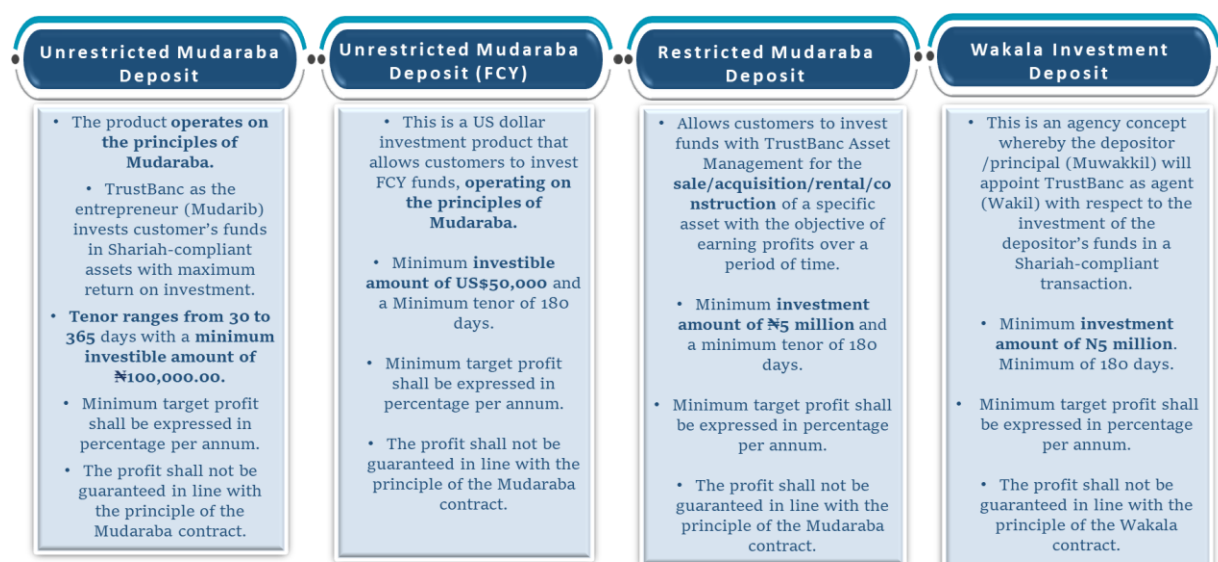 Unrestricted Mudaraba
Deposit
• The product operates on
the principles of
Mudaraba.
• TrustBanc as the
entrepreneur (Mudarib)
invests customer’s funds
in Shariah-compliant
assets with maximum
return on investment.
• Tenor ranges from 30 to
365 days with a minimum
investible amount of
₦100,000.00.
• Minimum target profit
shall be expressed in
percentage per annum.
• The profit shall not be
guaranteed in line with
the principle of the
Mudaraba contract.
Unrestricted Mudaraba
Deposit (FCY)
• This is a US dollar
investment product that
allows customers to invest
FCY funds, operating on
the principles of
Mudaraba.
• Minimum investible
amount of US$50,000 and
a Minimum tenor of 180
days.
• Minimum target profit
shall be expressed in
percentage per annum.
• The profit shall not be
guaranteed in line with the
principle of the Mudaraba
contract.
Restricted Mudaraba
Deposit
• Allows customers to invest
funds with TrustBanc Asset
Management for the
sale/acquisition/rental/co
nstruction of a specific
asset with the objective of
earning profits over a
period of time.
• Minimum investment
amount of ₦5 million and
a minimum tenor of 180
days.
• Minimum target profit shall
be expressed in percentage
per annum.
• The profit shall not be
guaranteed in line with the
principle of the Mudaraba
contract.
Wakala Investment
Deposit
• This is an agency concept
whereby the depositor
/principal (Muwakkil) will
appoint TrustBanc as agent
(Wakil) with respect to the
investment of the
depositor’s funds in a
Shariah-compliant
transaction.
• Minimum investment
amount of N5 million.
Minimum of 180 days.
• Minimum target profit shall
be expressed in percentage
per annum.
• The profit shall not be
guaranteed in line with the
principle of the Wakala
contract.